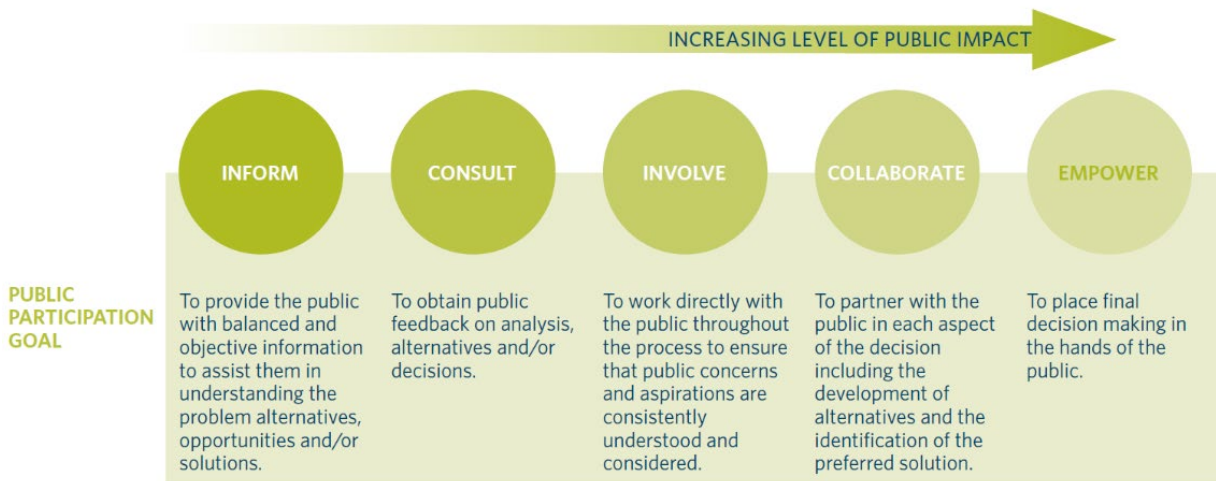 INCREASING LEVEL OF PUBLIC IMPACT
INFORM
CONSULT
INVOLVE
COLLABORATE
EMPOWER
PUBLIC
PARTICIPATION
GOAL
To provide the public
with balanced and
objective information
to assist them in
understanding the
problem alternatives,
opportunities and/or
solutions.
To obtain public
feedback on analysis,
alternatives and/or
decisions.
To work directly with
the public throughout
the process to ensure
that public concerns
and aspirations are
consistently
understood and
considered.
To partner with the
public in each aspect
of the decision
including the
development of
alternatives and the
identification of the
preferred solution.
To place final
decision making in
the hands of the
public.